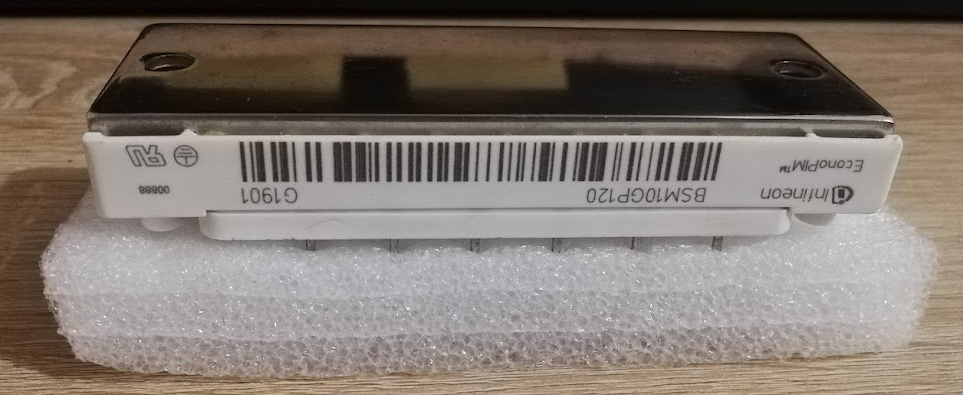 Infineon BSM10GP120 G1901 00888
EconoPIM™